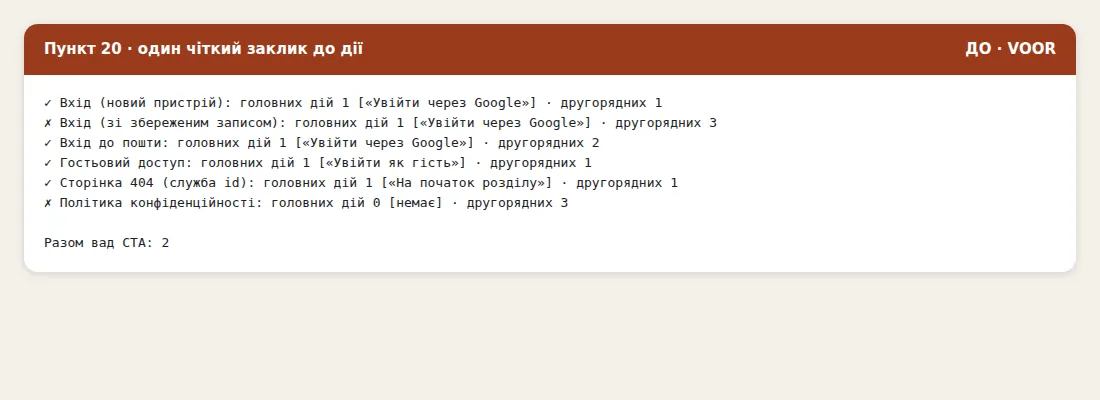 Пункт 20 · один чіткий заклик до дії
ДО · VOOR
✓ Вхід (новий пристрій): головних дій 1 [«Увійти через Google»] · другорядних 1
✗ Вхід (зі збереженим записом): головних дій 1 [«Увійти через Google»] · другорядних 3
✓ Вхід до пошти: головних дій 1 [«Увійти через Google»] · другорядних 2
✓ Гостьовий доступ: головних дій 1 [«Увійти як гість»] · другорядних 1
✓ Сторінка 404 (служба id): головних дій 1 [«На початок розділу»] · другорядних 1
✗ Політика конфіденційності: головних дій 0 [немає] · другорядних 3
Разом вад CTA: 2